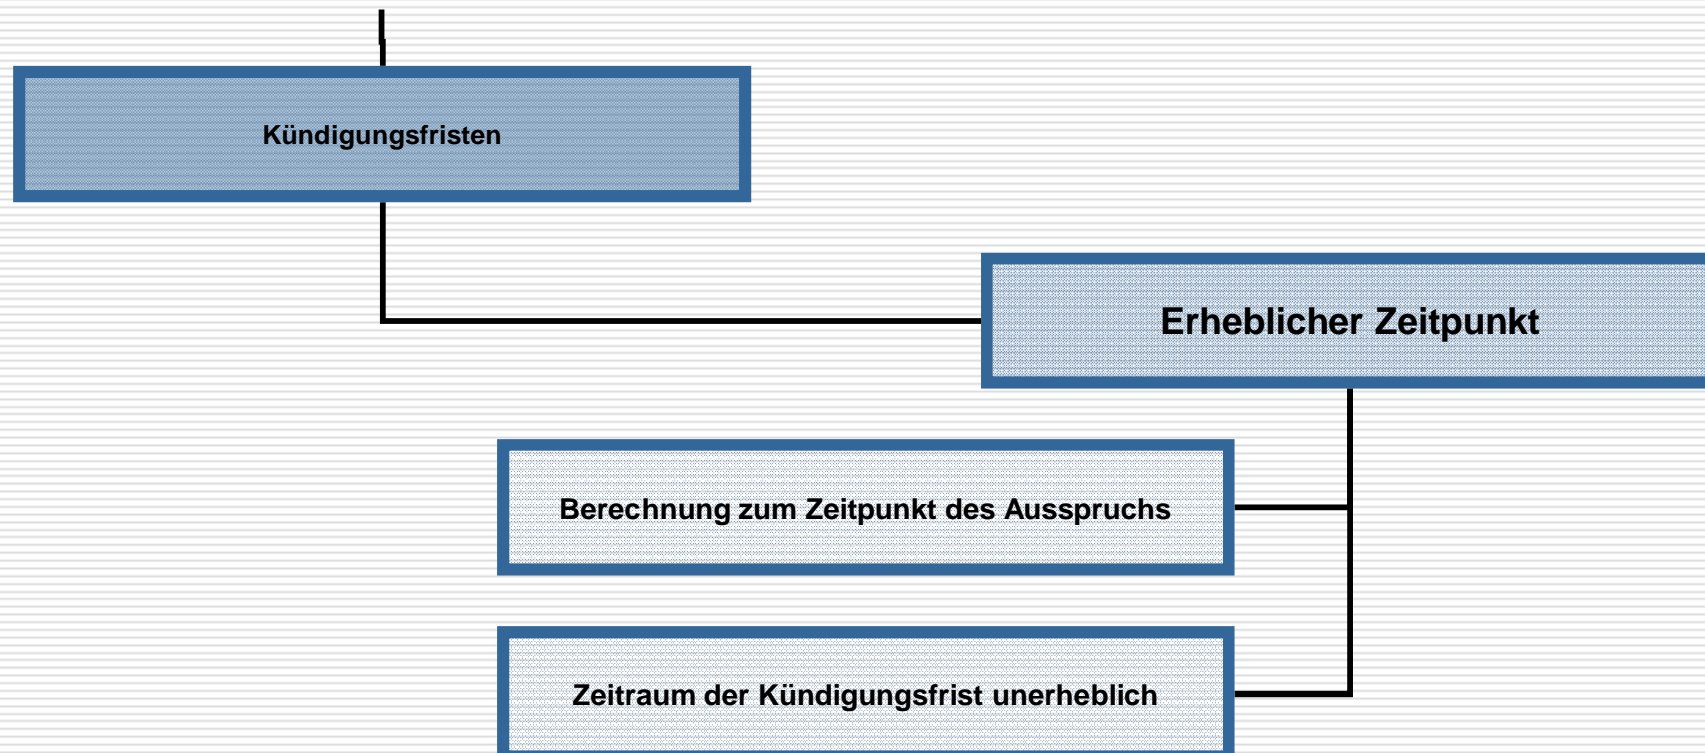 Kündigungsfristen
Erheblicher Zeitpunkt
Berechnung zum Zeitpunkt des Ausspruchs
Zeitraum der Kündigungsfrist unerheblich